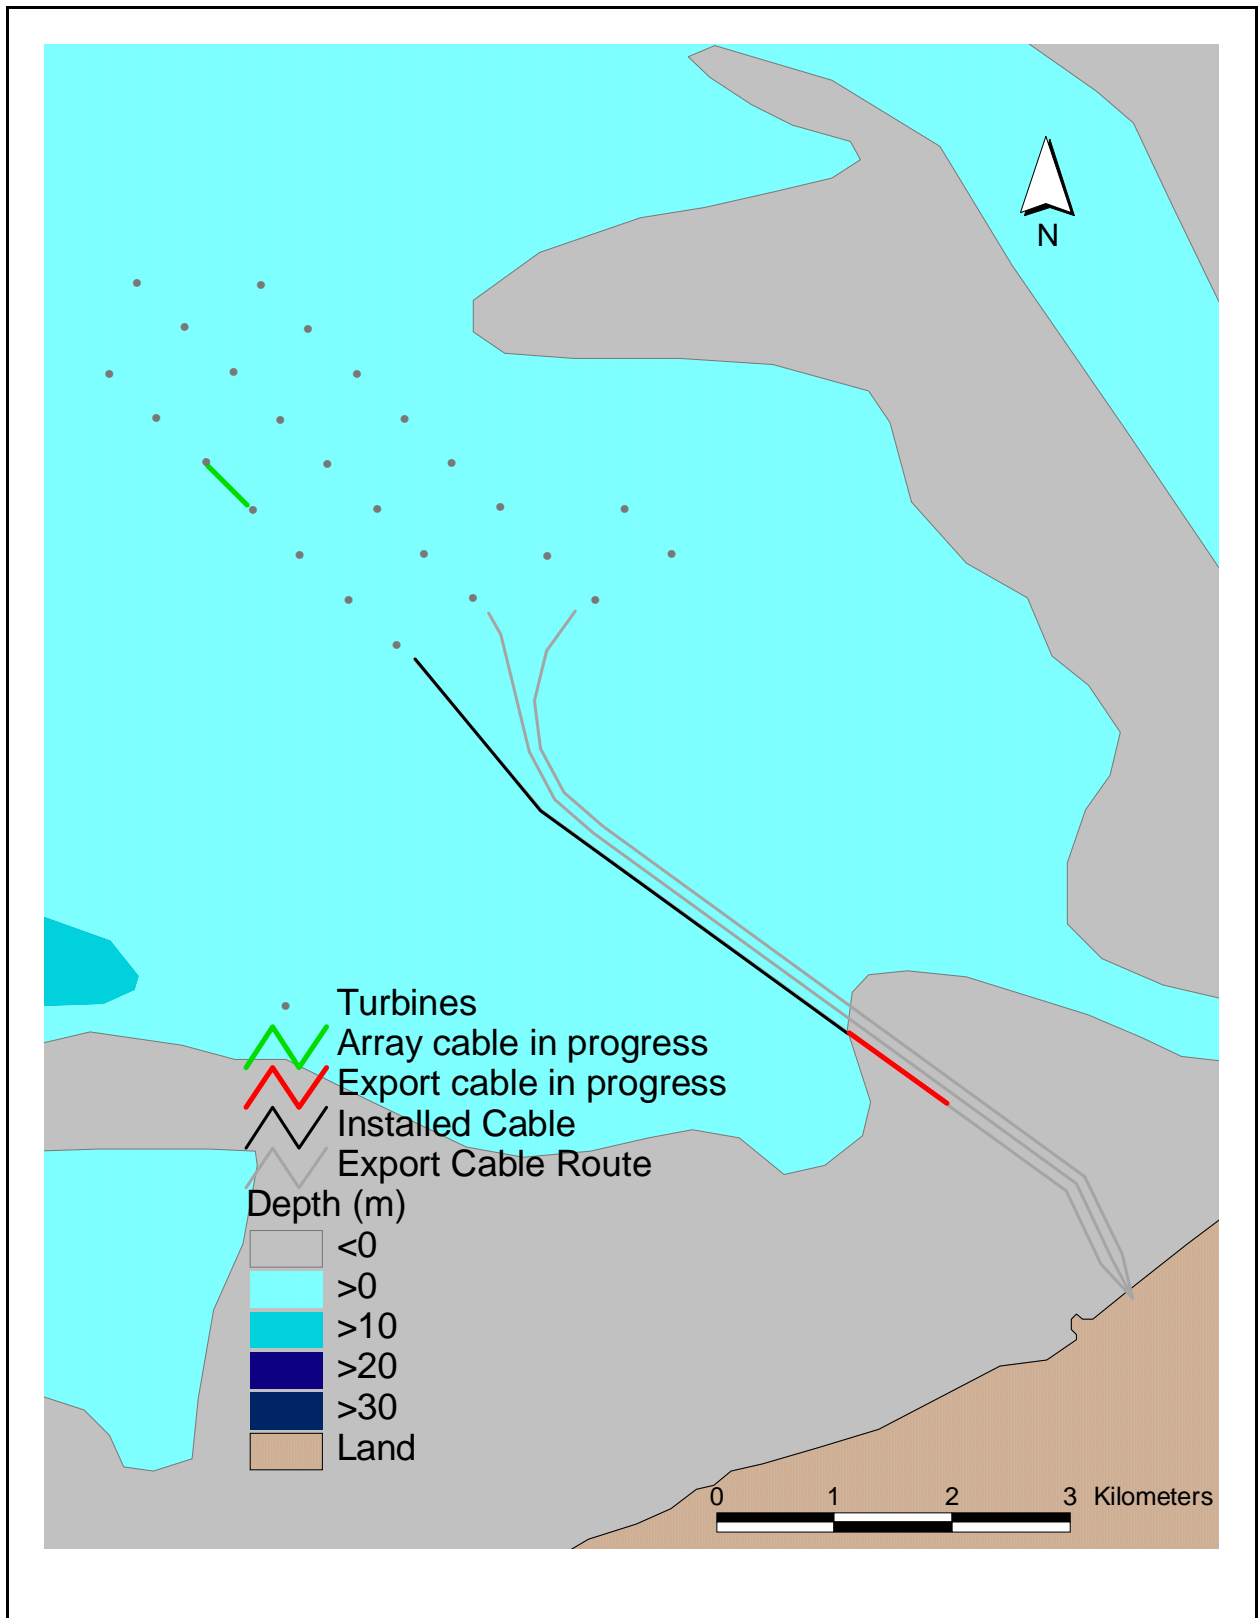 N
Turbines
Array cable in progress
Export cable in progress
Installed Cable
Export Cable Route
Depth (m)
<0
>0
>10
>20
>30
Land
0 1 2 3 Kilometers